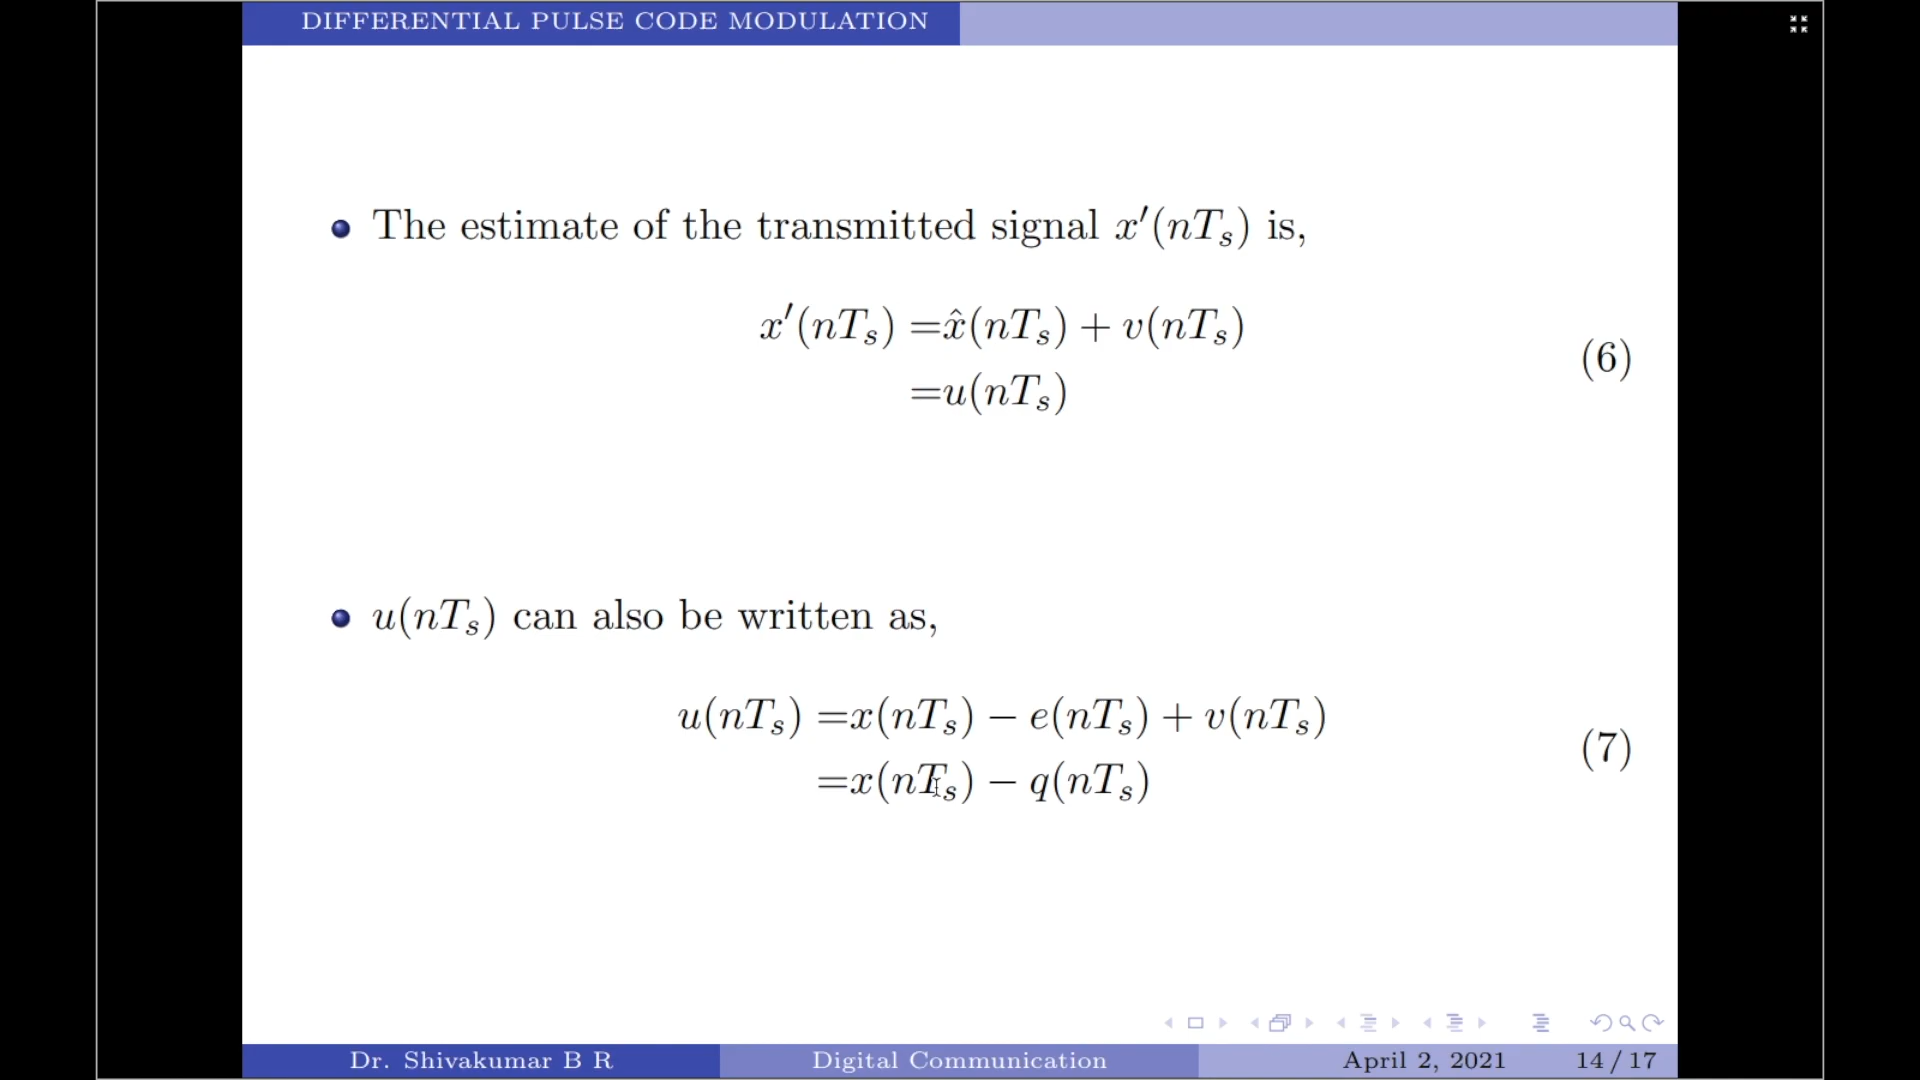 DIFFERENTIAL PULSE CODE MODULATION
The estimate of the transmitted signal x′(nTₛ) is,
x′(nTₛ) =x̂(nTₛ) + v(nTₛ)
=u(nTₛ)
(6)
u(nTₛ) can also be written as,
u(nTₛ) =x(nTₛ) − e(nTₛ) + v(nTₛ)
=x(nTₛ) − q(nTₛ)
(7)
Dr. Shivakumar B R Digital Communication April 2, 2021 14 / 17